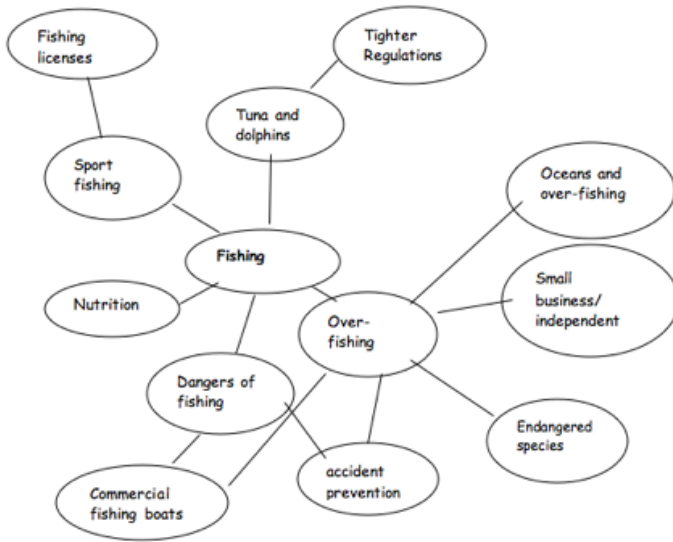 Fishing
licenses
Tighter
Regulations
Tuna and
dolphins
Sport
fishing
Oceans and
over-fishing
Fishing
Nutrition
Small
business/
independent
Over-
fishing
Dangers of
fishing
Endangered
species
accident
prevention
Commercial
fishing boats